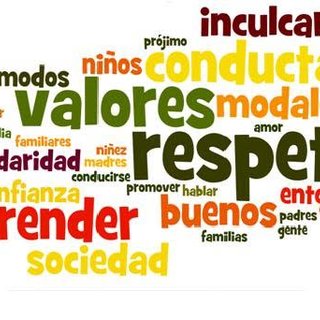 inculcar
prójimo
modos niños conducta
valores modal
amor
lia familiares
niñez
daridad madres respet
conducirse
nfianza promover hablar ento
render buenos padres
gente
familias
sociedad